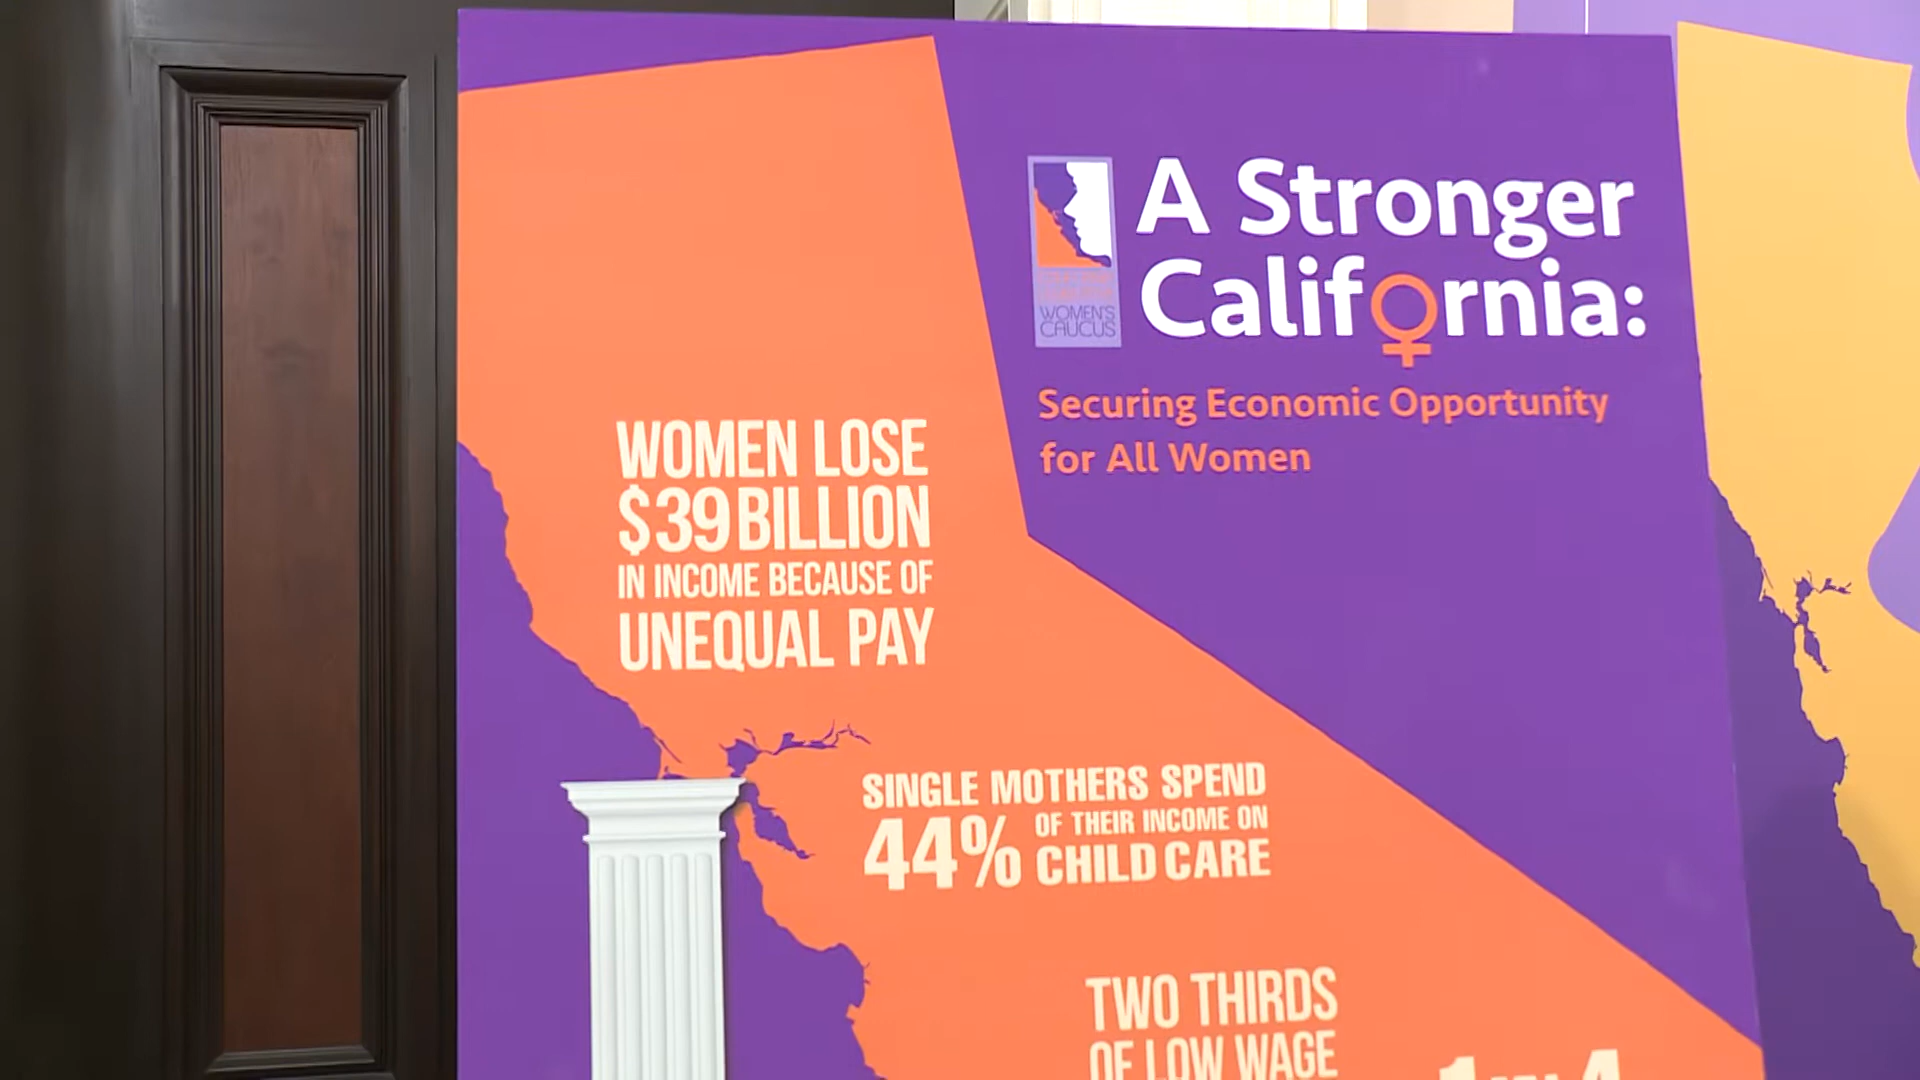 A Stronger
California:
WOMEN'S
CAUCUS
Securing Economic Opportunity
for All Women
WOMEN LOSE
$39 BILLION
IN INCOME BECAUSE OF
UNEQUAL PAY
SINGLE MOTHERS SPEND
44% OF THEIR INCOME ON
CHILD CARE
TWO THIRDS
OF LOW WAGE